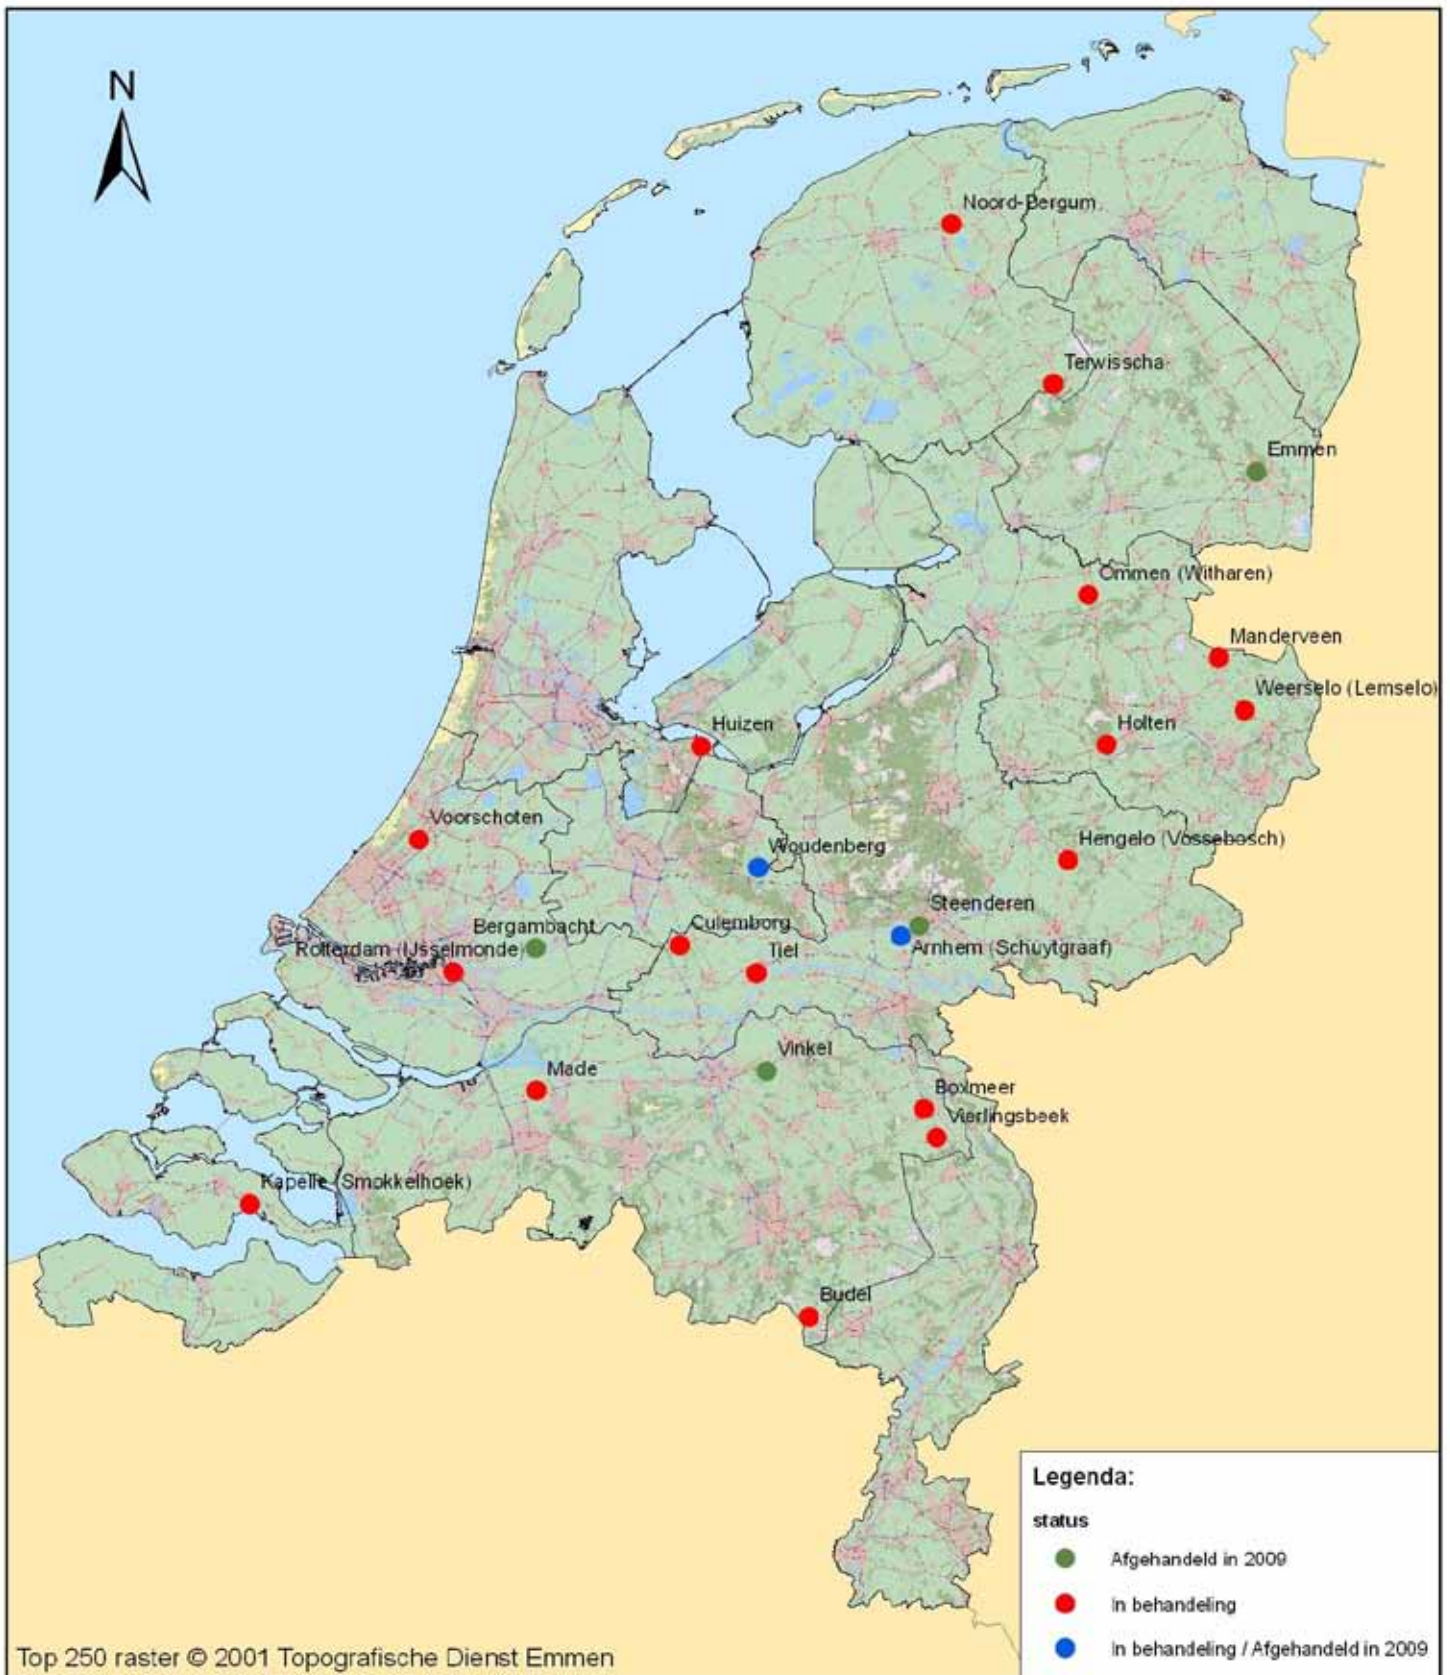 N
Noord-Bergum
Terwisscha
Emmen
Ommen (Witharen)
Manderveen
Weerselo (Lemselo)
Huizen
Holten
Voorschoten
Hengelo (Vossebosch)
Woudenberg
Steenderen
Bergambacht
Culemborg
Arnhem (Schuytgraaf)
Rotterdam (IJsselmonde)
Tiel
Vinkel
Made
Boxmeer
Vierlingsbeek
Kapelle (Smokkelhoek)
Budel
Legenda:
status
Afgehandeld in 2009
In behandeling
In behandeling / Afgehandeld in 2009
Top 250 raster © 2001 Topografische Dienst Emmen